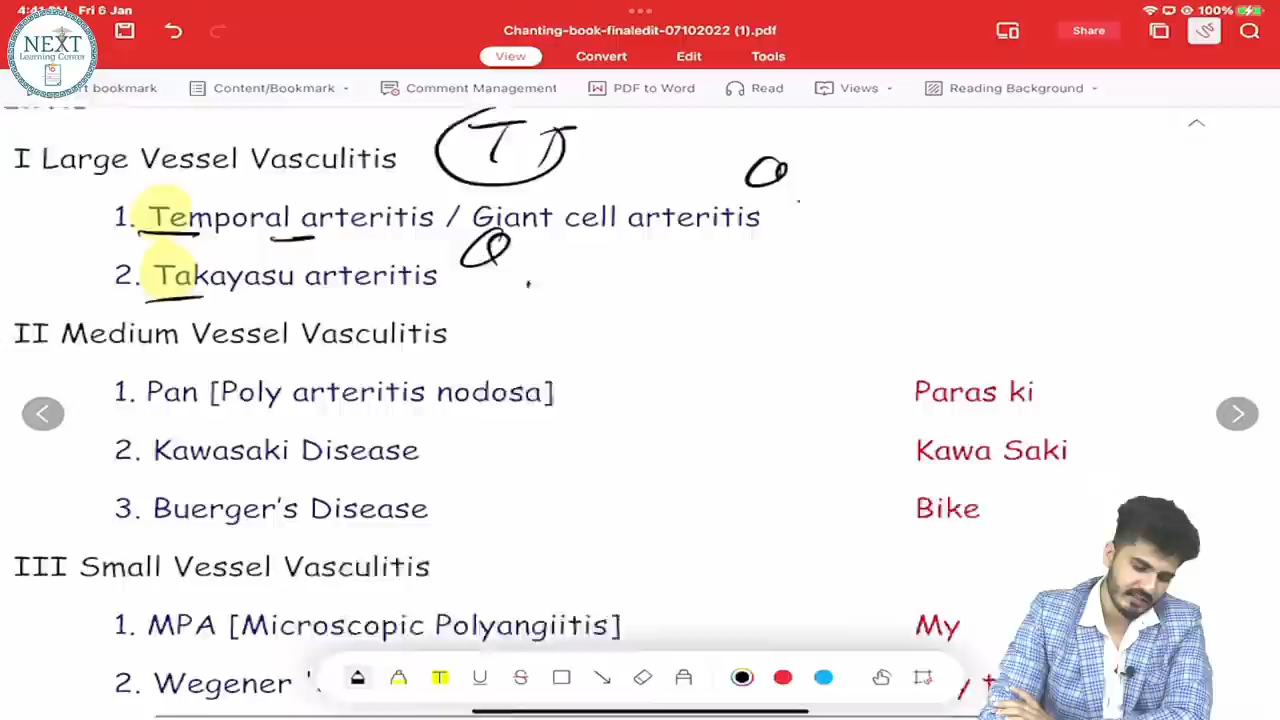 4:41 PM Fri 6 Jan
100%
NEXT
Learning Center
Chanting-book-finaledit-07102022 (1).pdf
Share
View Convert Edit Tools
bookmark Content/Bookmark Comment Management PDF to Word Read Views Reading Background
I Large Vessel Vasculitis
1. Temporal arteritis / Giant cell arteritis
2. Takayasu arteritis
II Medium Vessel Vasculitis
1. Pan [Poly arteritis nodosa] Paras ki
2. Kawasaki Disease Kawa Saki
3. Buerger's Disease Bike
III Small Vessel Vasculitis
1. MPA [Microscopic Polyangiitis] My
2. Wegener '